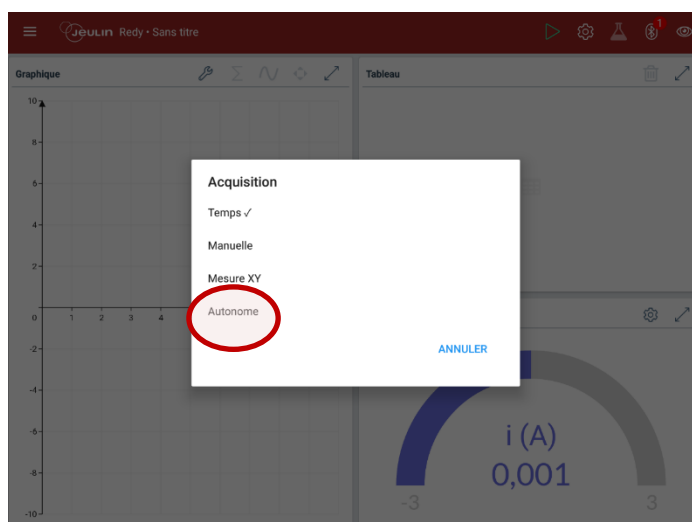 Jeulin Redy • Sans titre
1
Graphique
Tableau
10
8
6
4
2
0
1 2 3 4
-2
-4
-6
-8
-10
Acquisition
Temps ✓
Manuelle
Mesure XY
Autonome
ANNULER
i (A)
0,001
-3
3